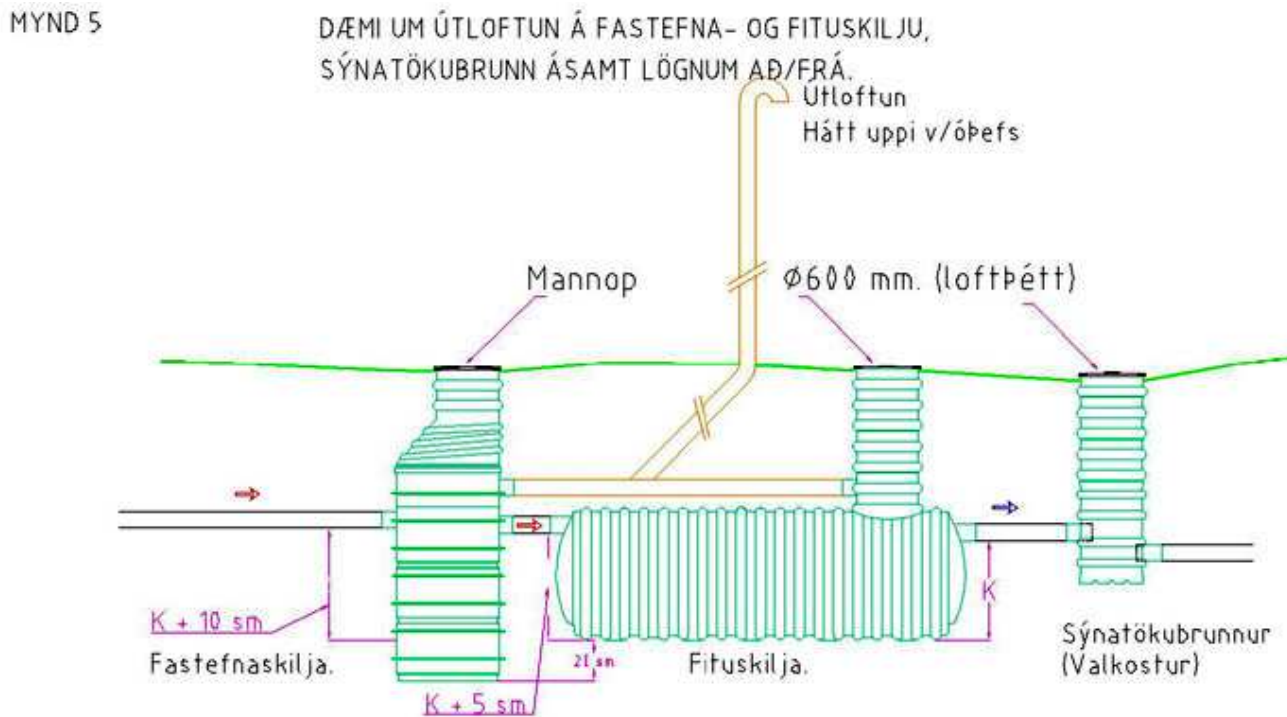 MYND 5
DÆMI UM ÚTLOFTUN Á FASTEFNA- OG FITUSKILJU,
SÝNATÖKUBRUNN ÁSAMT LÖGNUM AÐ/FRÁ.
Útloftun
Hátt uppi v/óþefs
Mannop
Ø600 mm. (loftþétt)
K + 10 sm
Fastefnaskilja.
K + 5 sm
sm
Fituskilja.
K
Sýnatökubrunnur
(Valkostur)